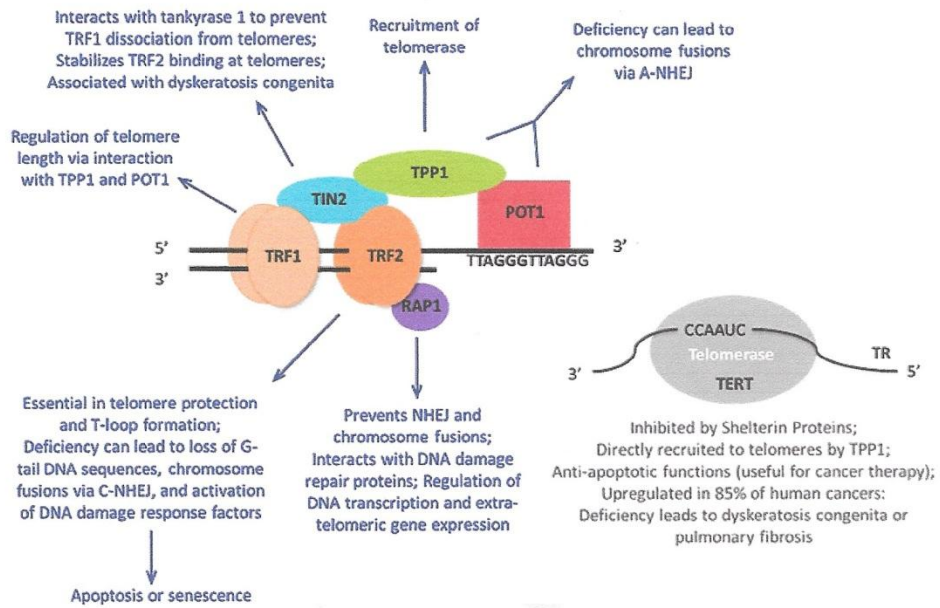 Interacts with tankyrase 1 to prevent
TRF1 dissociation from telomeres;
Stabilizes TRF2 binding at telomeres;
Associated with dyskeratosis congenita
Recruitment of
telomerase
Deficiency can lead to
chromosome fusions
via A-NHEJ
Regulation of telomere
length via interaction
with TPP1 and POT1
TPP1
TIN2
POT1
TRF1
TRF2
5’
3’
3’
TTAGGGTTAGGG
RAP1
CCAAUC
Telomerase
TERT
TR
3’
5’
Essential in telomere protection
and T-loop formation;
Deficiency can lead to loss of G-
tail DNA sequences, chromosome
fusions via C-NHEJ, and activation
of DNA damage response factors
Apoptosis or senescence
Prevents NHEJ and
chromosome fusions;
Interacts with DNA damage
repair proteins; Regulation of
DNA transcription and extra-
telomeric gene expression
Inhibited by Shelterin Proteins;
Directly recruited to telomeres by TPP1;
Anti-apoptotic functions (useful for cancer therapy);
Upregulated in 85% of human cancers:
Deficiency leads to dyskeratosis congenita or
pulmonary fibrosis